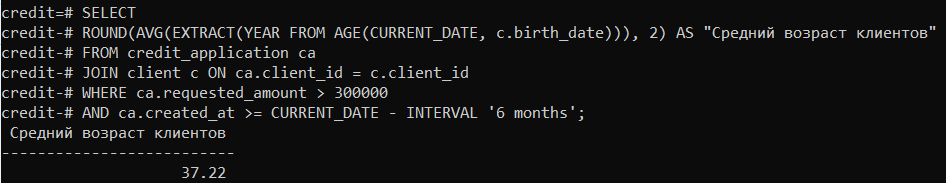 credit=# SELECT
credit-# ROUND(AVG(EXTRACT(YEAR FROM AGE(CURRENT_DATE, c.birth_date))), 2) AS "Средний возраст клиентов"
credit-# FROM credit_application ca
credit-# JOIN client c ON ca.client_id = c.client_id
credit-# WHERE ca.requested_amount > 300000
credit-# AND ca.created_at >= CURRENT_DATE - INTERVAL '6 months';
 Средний возраст клиентов
--------------------------
                    37.22